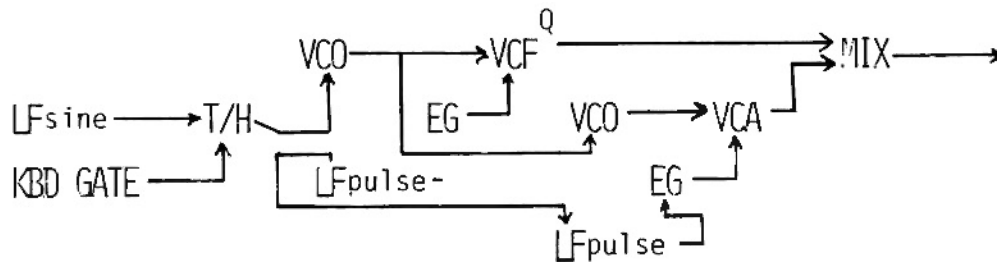 Q
VCO VCF MIX
LFsine T/H EG VCO VCA
KBD GATE LFpulse- EG
LFpulse